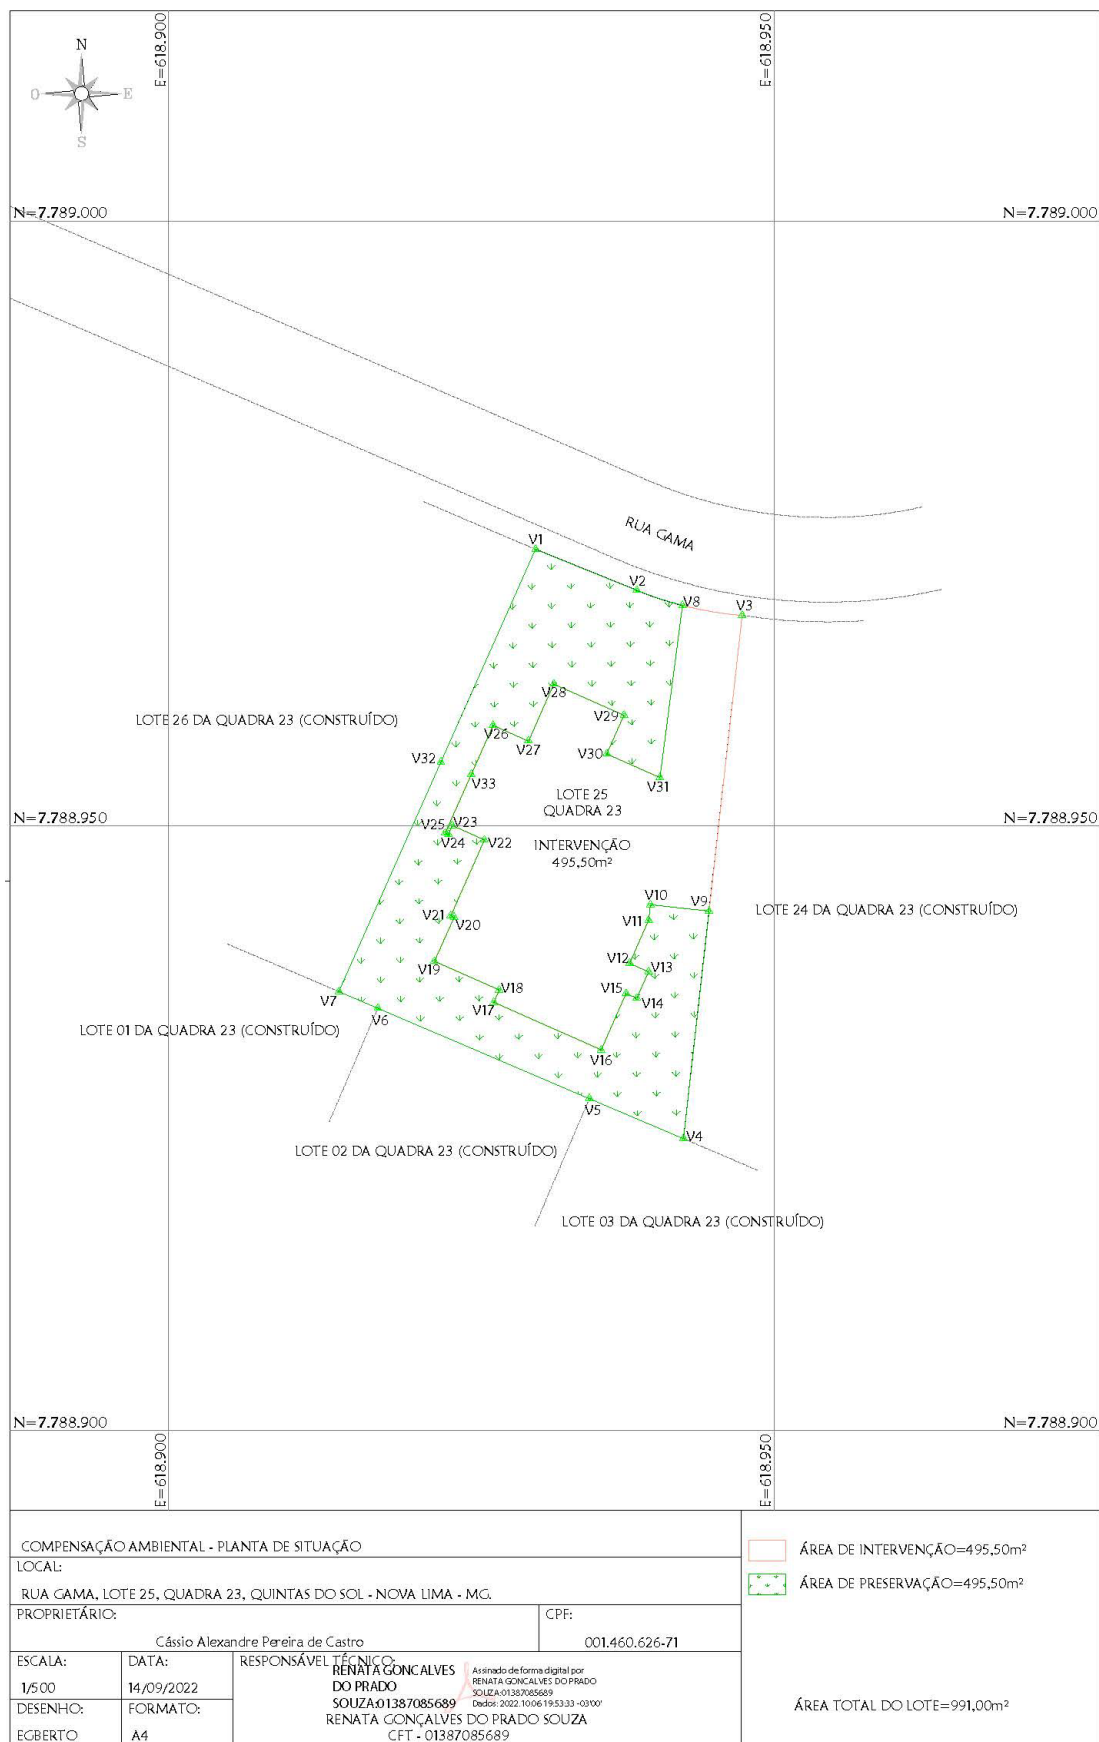 E=618.900
E=618.950
N
O
E
S
N=7.789.000
N=7.789.000
RUA GAMA
V1
V2
V8
V3
V28
LOTE 26 DA QUADRA 23 (CONSTRUÍDO)
V29
V26
V27
V30
V32
V33
V31
LOTE 25
QUADRA 23
N=7.788.950
N=7.788.950
V25
V23
V24
V22
INTERVENÇÃO
495,50m²
V10
V9
LOTE 24 DA QUADRA 23 (CONSTRUÍDO)
V21
V20
V11
V19
V12
V13
V18
V15
V14
V7
V17
V6
LOTE 01 DA QUADRA 23 (CONSTRUÍDO)
V16
V5
V4
LOTE 02 DA QUADRA 23 (CONSTRUÍDO)
LOTE 03 DA QUADRA 23 (CONSTRUÍDO)
N=7.788.900
N=7.788.900
E=618.900
E=618.950
COMPENSAÇÃO AMBIENTAL - PLANTA DE SITUAÇÃO
LOCAL:
RUA GAMA, LOTE 25, QUADRA 23, QUINTAS DO SOL - NOVA LIMA - MG.
PROPRIETÁRIO:
Cássio Alexandre Pereira de Castro
CPF:
001.460.626-71
ESCALA:
1/500
DATA:
14/09/2022
DESENHO:
EGBERTO
FORMATO:
A4
RESPONSÁVEL TÉCNICO:
RENATA GONCALVES
DO PRADO
SOUZA:01387085689
Assinado de forma digital por
RENATA GONCALVES DO PRADO
SOUZA:01387085689
Dados: 2022.10.06 19:53:33 -03'00'
RENATA GONÇALVES DO PRADO SOUZA
CFT - 01387085689
ÁREA DE INTERVENÇÃO=495,50m²
ÁREA DE PRESERVAÇÃO=495,50m²
ÁREA TOTAL DO LOTE=991,00m²